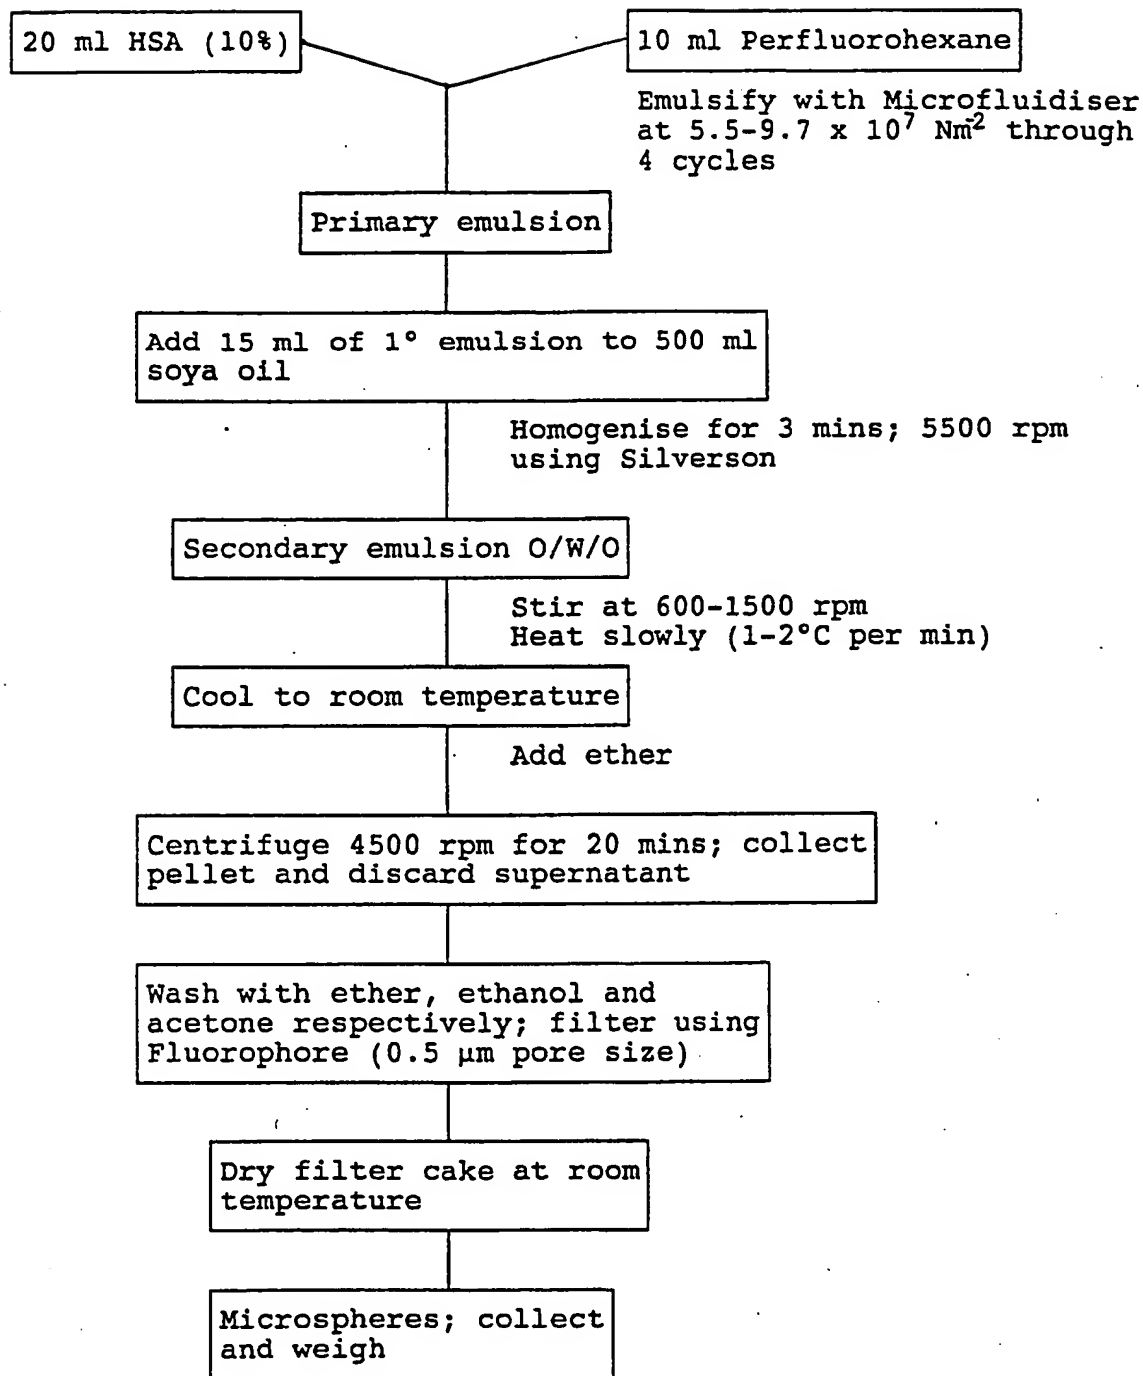 20 ml HSA (10%)
10 ml Perfluorohexane
Emulsify with Microfluidiser
at 5.5-9.7 x 10⁷ Nm⁻² through
4 cycles
Primary emulsion
Add 15 ml of 1° emulsion to 500 ml
soya oil
Homogenise for 3 mins; 5500 rpm
using Silverson
Secondary emulsion O/W/O
Stir at 600-1500 rpm
Heat slowly (1-2°C per min)
Cool to room temperature
Add ether
Centrifuge 4500 rpm for 20 mins; collect
pellet and discard supernatant
Wash with ether, ethanol and
acetone respectively; filter using
Fluorophore (0.5 µm pore size)
Dry filter cake at room
temperature
Microspheres; collect
and weigh